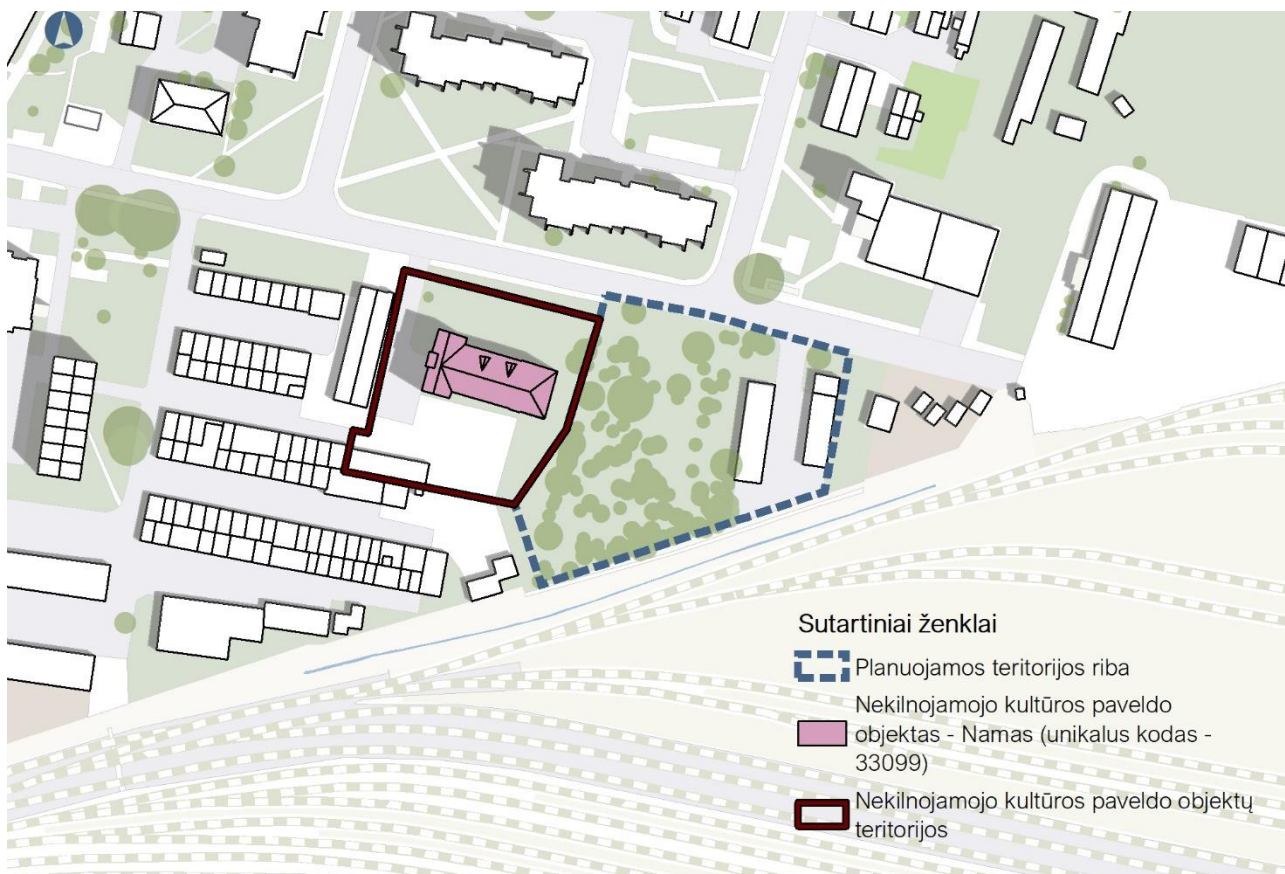 Sutartiniai ženklai
Planuojamos teritorijos riba
Nekilnojamojo kultūros paveldo
objektas - Namas (unikalus kodas -
33099)
Nekilnojamojo kultūros paveldo objektų
teritorijos